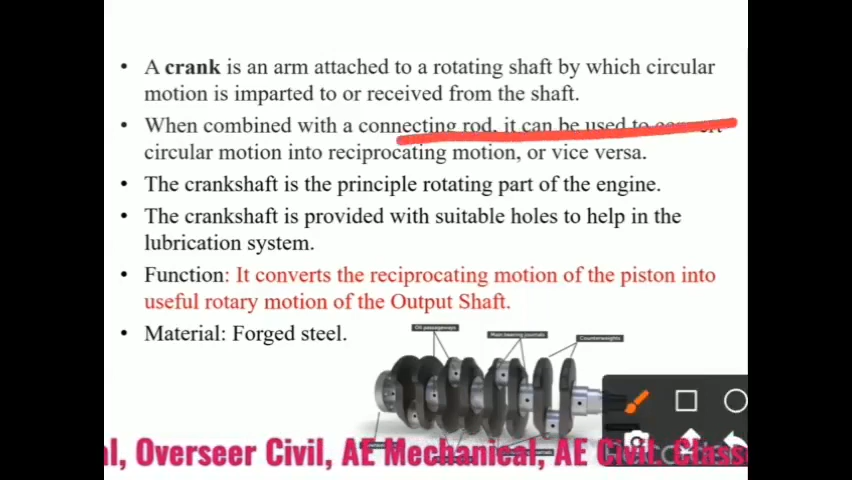 • A crank is an arm attached to a rotating shaft by which circular
motion is imparted to or received from the shaft.
• When combined with a connecting rod, it can be used to convert
circular motion into reciprocating motion, or vice versa.
• The crankshaft is the principle rotating part of the engine.
• The crankshaft is provided with suitable holes to help in the
lubrication system.
• Function: It converts the reciprocating motion of the piston into
useful rotary motion of the Output Shaft.
• Material: Forged steel.
Oil passageways
Main bearing journals
Counterweights
al, Overseer Civil, AE Mechanical, AE Civil. Class